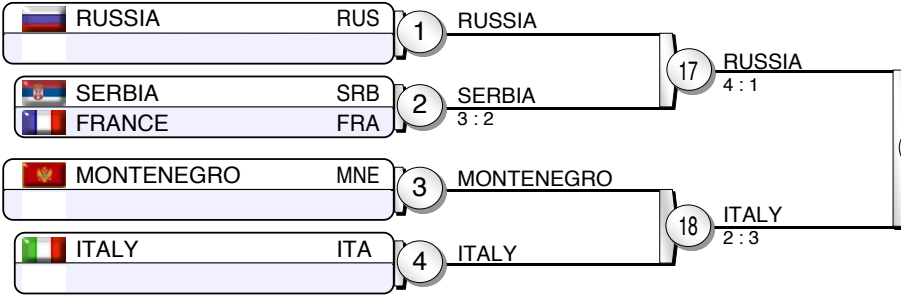 RUSSIA RUS
1
RUSSIA
SERBIA SRB
FRANCE FRA
2
SERBIA
3 : 2
17
RUSSIA
4 : 1
MONTENEGRO MNE
3
MONTENEGRO
ITALY ITA
4
ITALY
18
ITALY
2 : 3